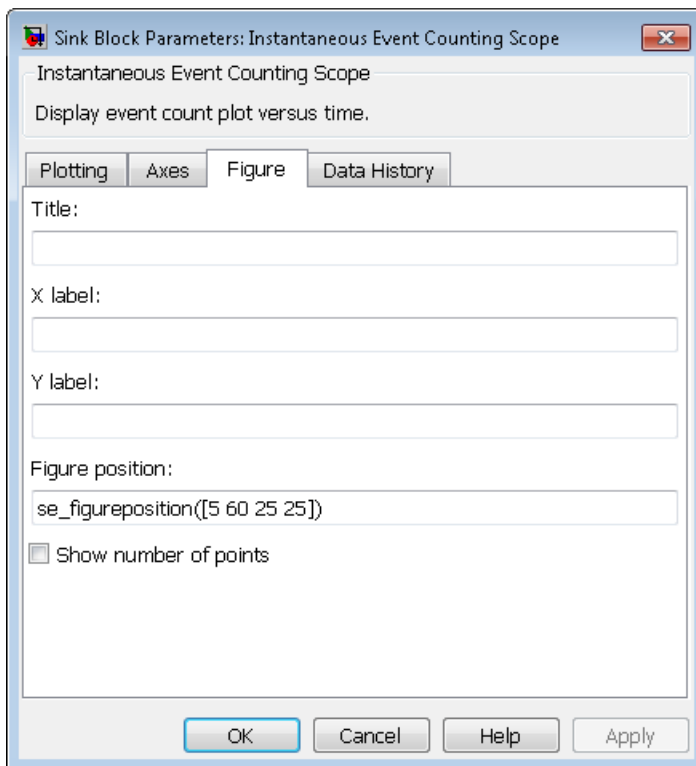 Sink Block Parameters: Instantaneous Event Counting Scope
Instantaneous Event Counting Scope
Display event count plot versus time.
Plotting Axes Figure Data History
Title:
X label:
Y label:
Figure position:
se_figureposition([5 60 25 25])
Show number of points
OK Cancel Help Apply